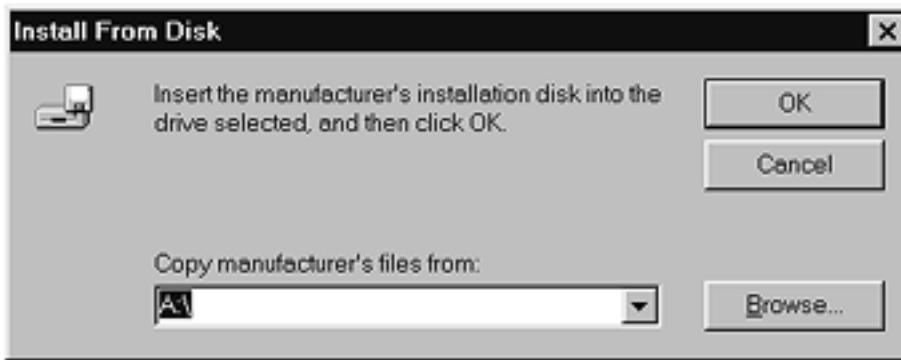 Install From Disk
Insert the manufacturer's installation disk into the
drive selected, and then click OK.
OK
Cancel
Copy manufacturer's files from:
A:\
Browse...